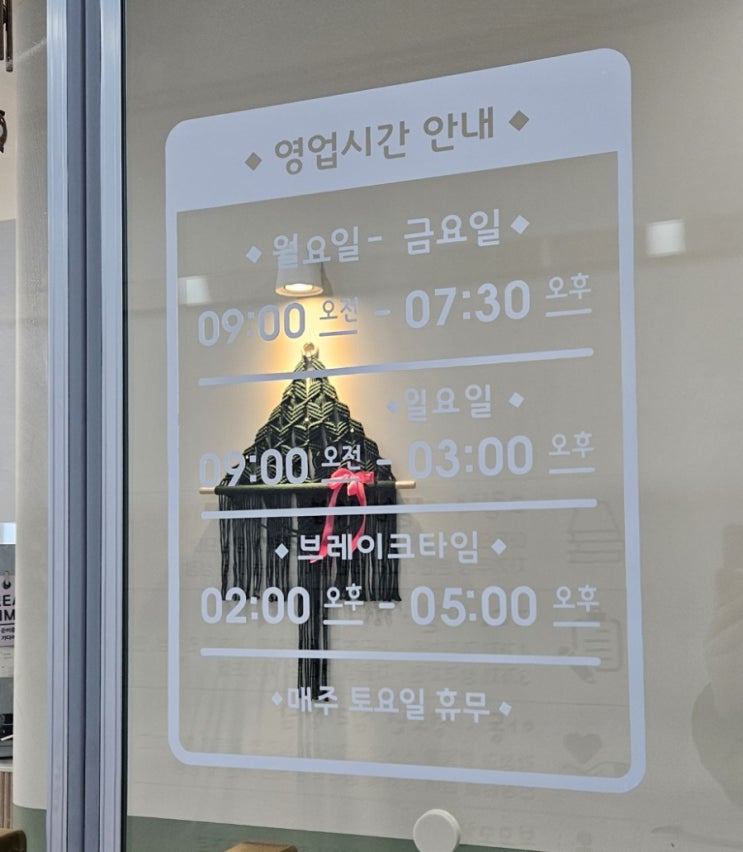 영업시간 안내
월요일 - 금요일
09:00 오전 - 07:30 오후
일요일
09:00 오전 - 03:00 오후
브레이크타임
02:00 오후 - 05:00 오후
매주 토요일 휴무